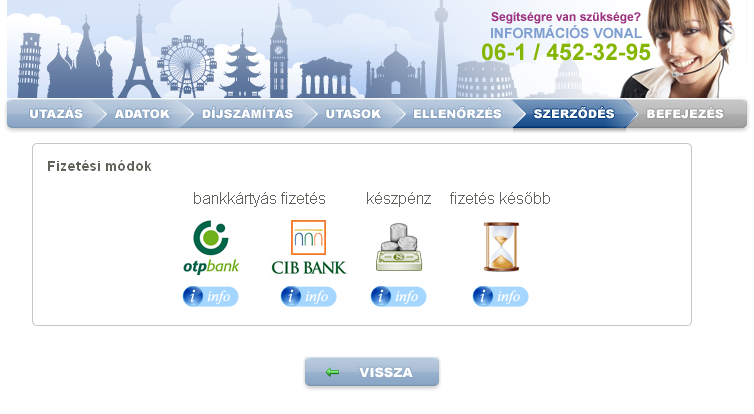 Segítségre van szüksége?
INFORMÁCIÓS VONAL
06-1 / 452-32-95
UTAZÁS ADATOK DÍJSZÁMÍTÁS UTASOK ELLENŐRZÉS SZERZŐDÉS BEFEJEZÉS
Fizetési módok
bankkártyás fizetés készpénz fizetés később
otpbank CIB BANK
i info i info i info i info
VISSZA